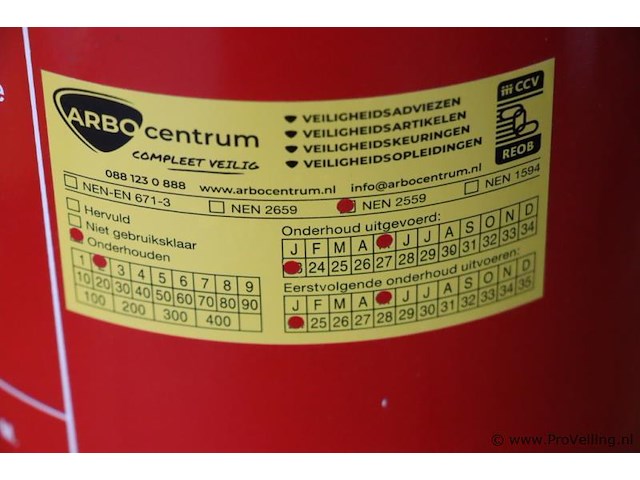 e
ARBO centrum
COMPLEET VEILIG
VEILIGHEIDSADVIEZEN
VEILIGHEIDSARTIKELEN
VEILIGHEIDSKEURINGEN
VEILIGHEIDSOPLEIDINGEN
CCV
REOB
088 123 0 888 www.arbocentrum.nl info@arbocentrum.nl
NEN-EN 671-3 NEN 2659 NEN 2559 NEN 1594
Hervuld
Niet gebruiksklaar
Onderhouden
1 3 4 5 6 7 8 9
10 20 30 40 50 60 70 80 90
100 200 300 400
Onderhoud uitgevoerd:
J F M A J J A S O N D
24 25 26 27 28 29 30 31 32 33 34
Eerstvolgende onderhoud uitvoeren:
J F M A J J A S O N D
25 26 27 28 29 30 31 32 33 34 35
© www.ProVeiling.nl